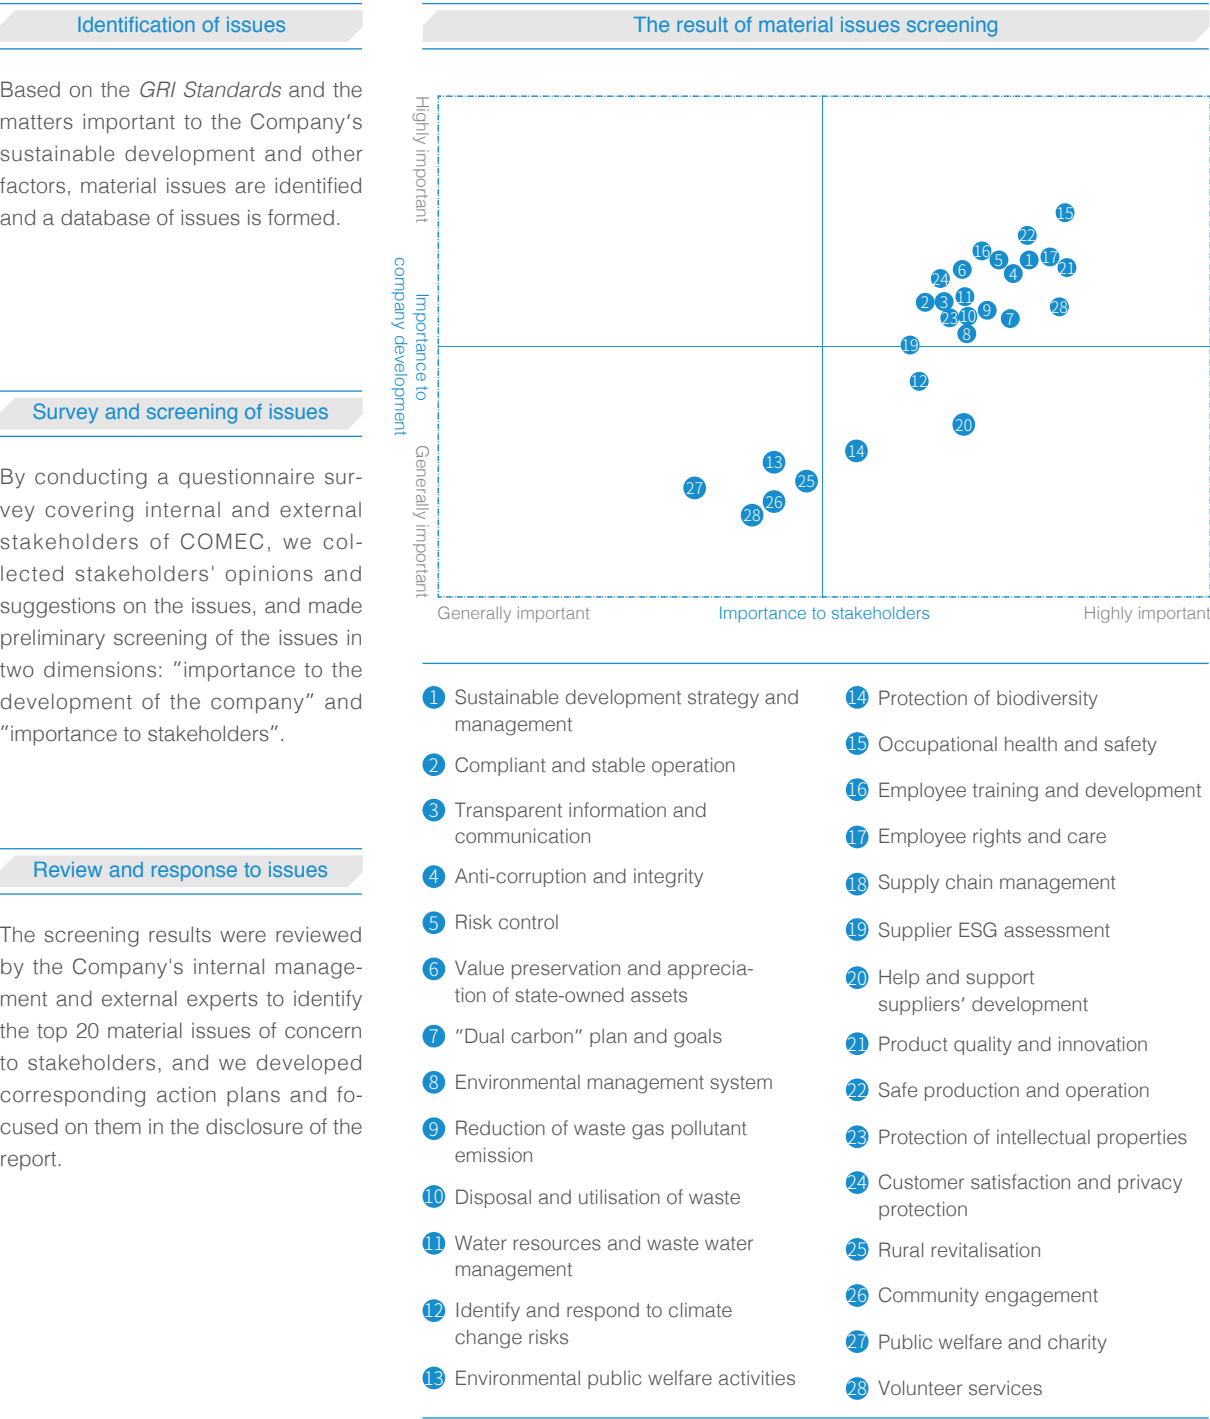 Identification of issues
Based on the GRI Standards and the
matters important to the Company’s
sustainable development and other
factors, material issues are identified
and a database of issues is formed.
Survey and screening of issues
By conducting a questionnaire sur-
vey covering internal and external
stakeholders of COMEC, we col-
lected stakeholders' opinions and
suggestions on the issues, and made
preliminary screening of the issues in
two dimensions: ”importance to the
development of the company” and
”importance to stakeholders”.
Review and response to issues
The screening results were reviewed
by the Company's internal manage-
ment and external experts to identify
the top 20 material issues of concern
to stakeholders, and we developed
corresponding action plans and fo-
cused on them in the disclosure of the
report.
The result of material issues screening
Highly important
Importance to
company development
Generally important
15
22
16
5
1
17
21
4
6
24
2
3
11
28
9
23
10
7
8
19
12
20
14
13
25
27
26
28
Generally important
Importance to stakeholders
Highly important
1 Sustainable development strategy and
management
2 Compliant and stable operation
3 Transparent information and
communication
4 Anti-corruption and integrity
5 Risk control
6 Value preservation and apprecia-
tion of state-owned assets
7 ”Dual carbon” plan and goals
8 Environmental management system
9 Reduction of waste gas pollutant
emission
10 Disposal and utilisation of waste
11 Water resources and waste water
management
12 Identify and respond to climate
change risks
13 Environmental public welfare activities
14 Protection of biodiversity
15 Occupational health and safety
16 Employee training and development
17 Employee rights and care
18 Supply chain management
19 Supplier ESG assessment
20 Help and support
suppliers’ development
21 Product quality and innovation
22 Safe production and operation
23 Protection of intellectual properties
24 Customer satisfaction and privacy
protection
25 Rural revitalisation
26 Community engagement
27 Public welfare and charity
28 Volunteer services